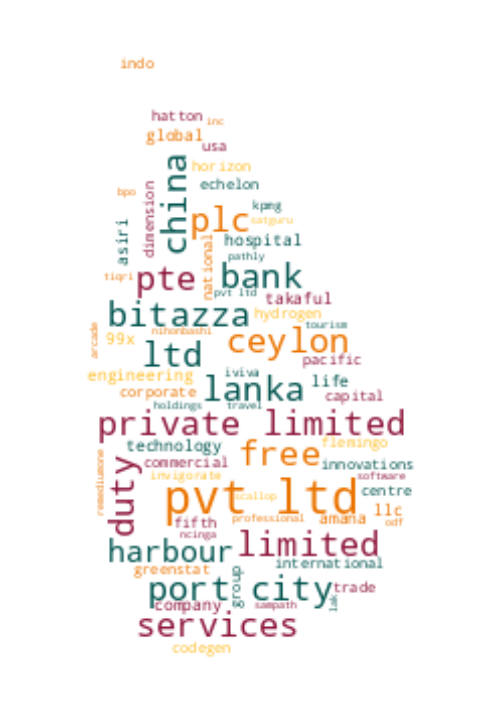 indo
hatton
inc
global
usa
china
horizon
echelon
bpo
dimension
kpmg
plc
satguru
asiri
national
hospital
pathly
tiqri
pte
bank
pvt ltd
takaful
bitazza
hydrogen
nihonbashi
tourism
arcade
99x
ceylon
ltd
pacific
engineering
iviva
life
lanka
corporate
capital
holdings
travel
private limited
technology
free
flemingo
commercial
innovations
remediumone
duty
invigorate
software
pvt ltd
scallop
centre
fifth
professional
amana
llc
odf
ncinga
harbour
limited
greenstat
international
port city
group
trade
company
sampath
lak
services
codegen